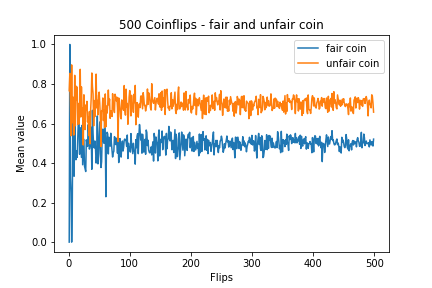 500 Coinflips - fair and unfair coin
fair coin
unfair coin
1.0
0.8
0.6
0.4
0.2
0.0
Mean value
0
100
200
300
400
500
Flips